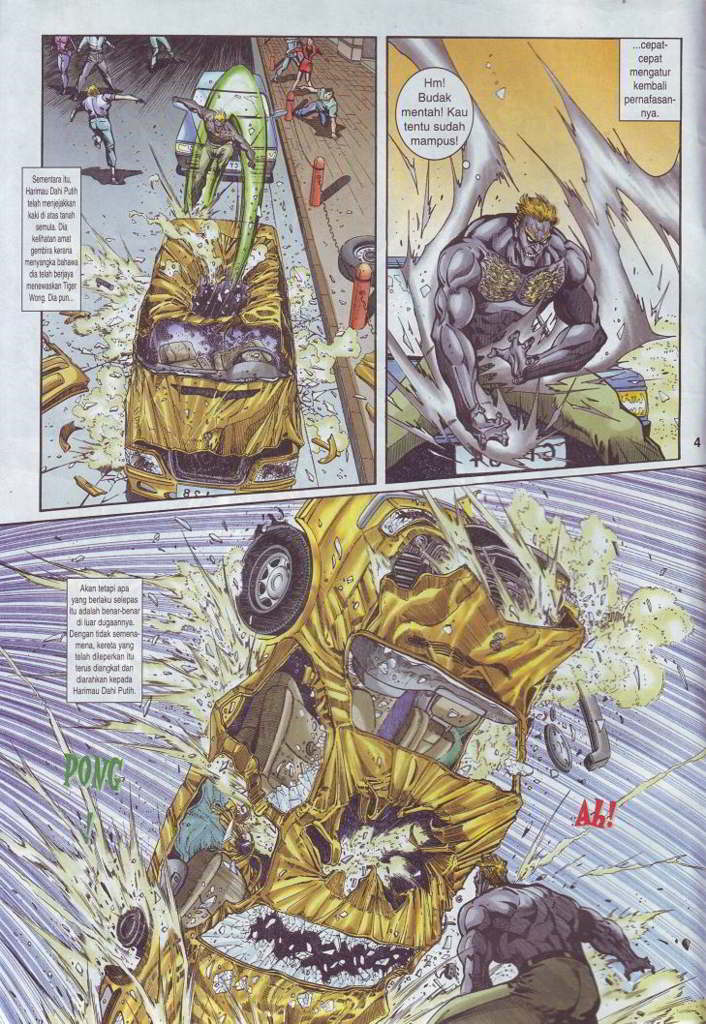 Sementara itu,
Harimau Dahi Putih
telah menjejakkan
kaki di atas tanah
semula. Dia
kelihatan amat
gembira kerana
menyangka bahawa
dia telah berjaya
menewaskan Tiger
Wong. Dia pun...
Hm!
Budak
mentah! Kau
tentu sudah
mampus!
...cepat-
cepat
mengatur
kembali
pernafasan-
nya.
4
Akan tetapi apa
yang berlaku selepas
itu adalah benar-benar
di luar dugaannya.
Dengan tidak semena-
mena, kereta yang
telah dileperkan itu
terus diangkat dan
diarahkan kepada
Harimau Dahi Putih.
PONG
!
Ah!